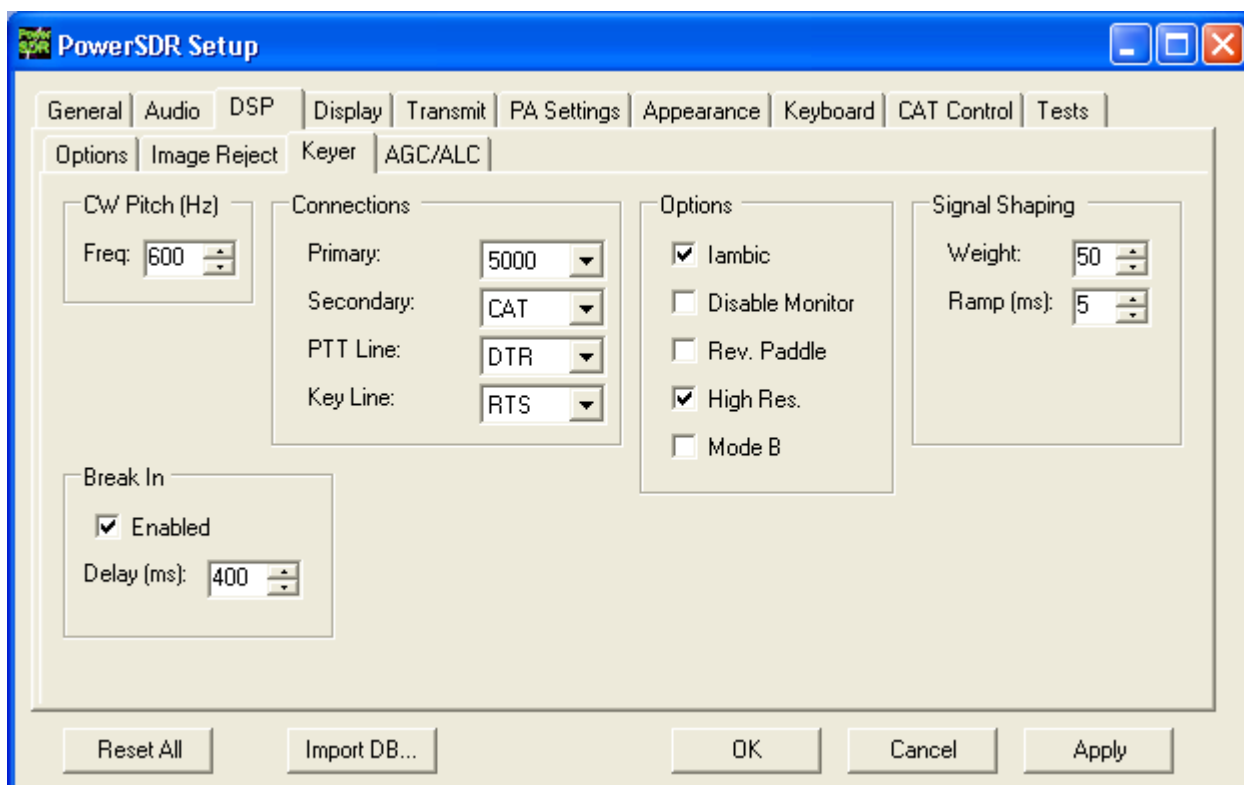 Power SDR PowerSDR Setup
General Audio DSP Display Transmit PA Settings Appearance Keyboard CAT Control Tests
Options Image Reject Keyer AGC/ALC
CW Pitch (Hz)
Freq: 600
Connections
Primary: 5000
Secondary: CAT
PTT Line: DTR
Key Line: RTS
Options
Iambic
Disable Monitor
Rev. Paddle
High Res.
Mode B
Signal Shaping
Weight: 50
Ramp (ms): 5
Break In
Enabled
Delay (ms): 400
Reset All Import DB... OK Cancel Apply